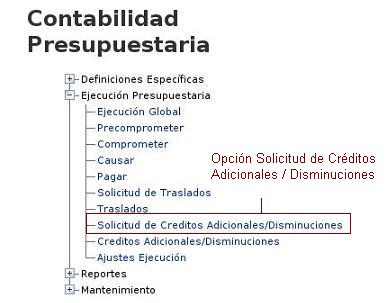 Contabilidad
Presupuestaria
Definiciones Específicas
Ejecución Presupuestaria
Ejecución Global
Precomprometer
Comprometer
Causar
Pagar
Solicitud de Traslados
Traslados
Solicitud de Creditos Adicionales/Disminuciones
Creditos Adicionales/Disminuciones
Ajustes Ejecución
Reportes
Mantenimiento
Opción Solicitud de Créditos
Adicionales / Disminuciones